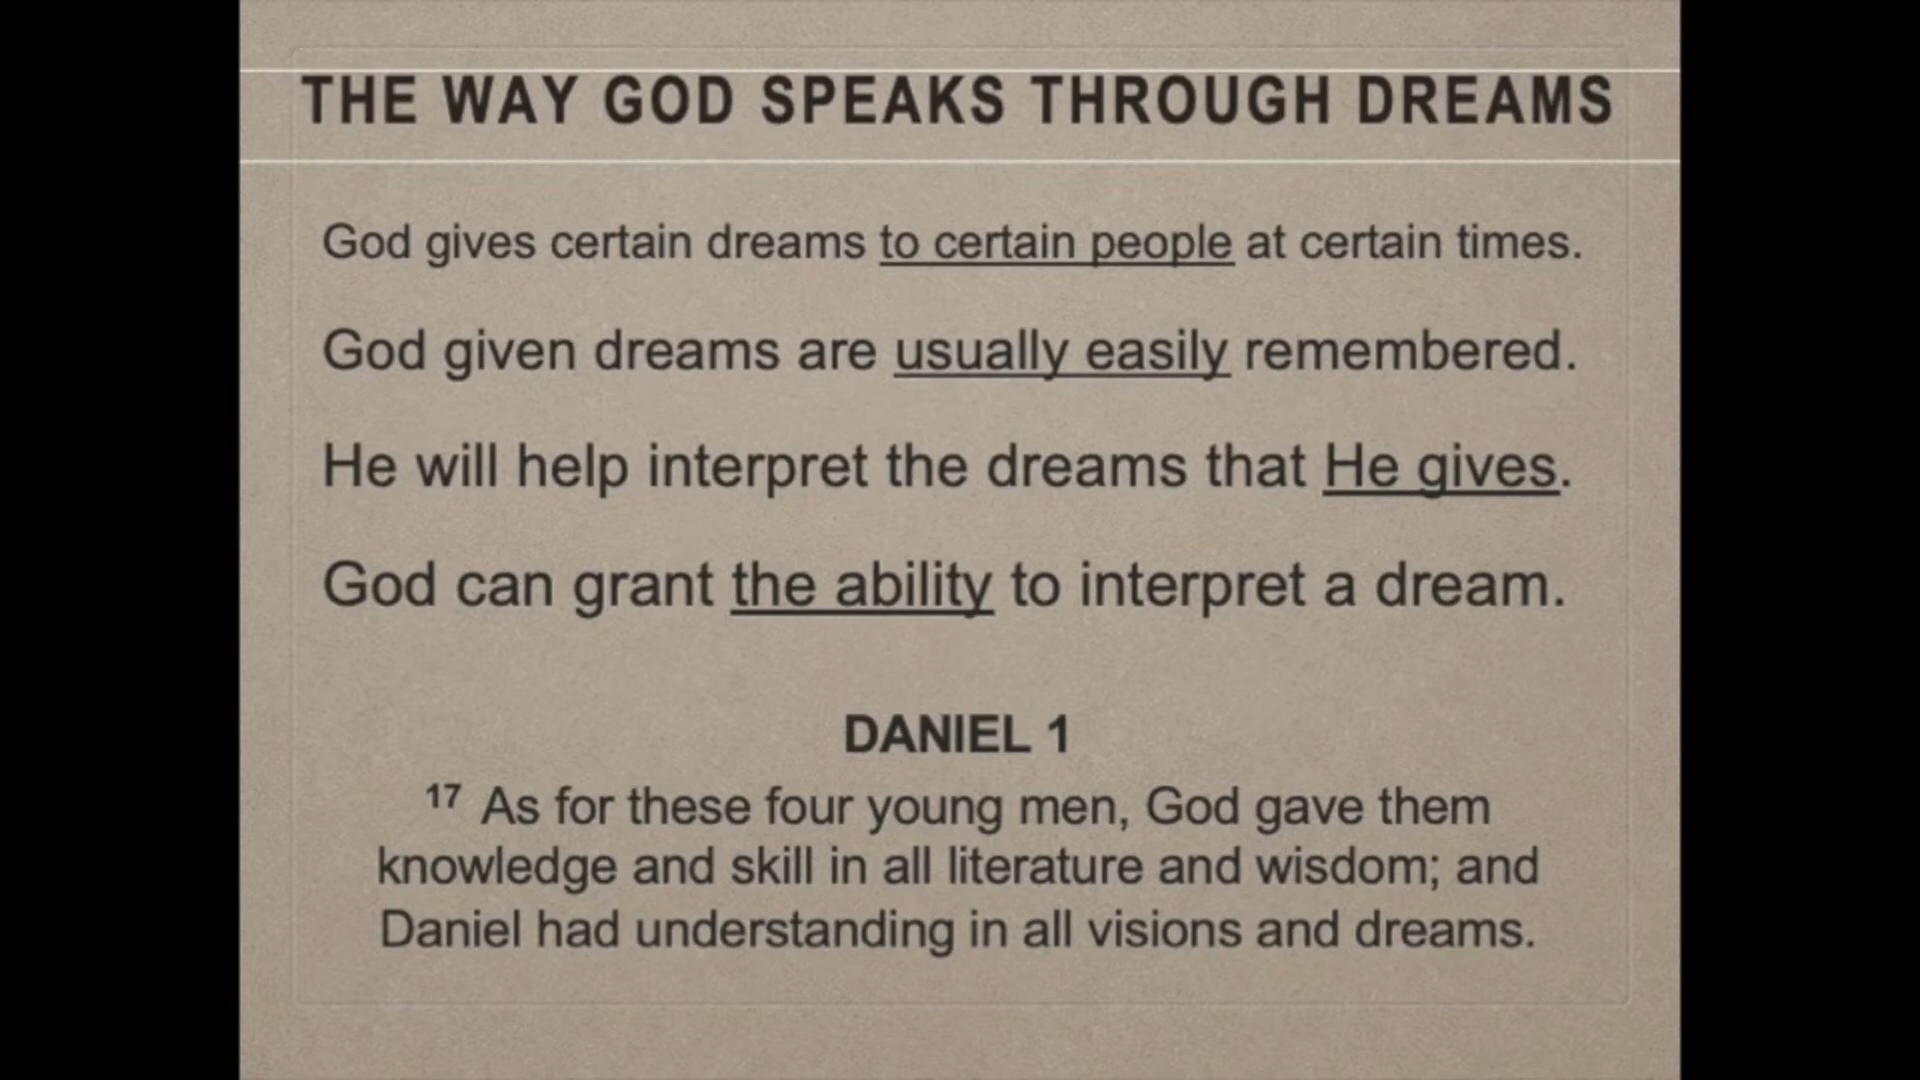 THE WAY GOD SPEAKS THROUGH DREAMS
God gives certain dreams to certain people at certain times.
God given dreams are usually easily remembered.
He will help interpret the dreams that He gives.
God can grant the ability to interpret a dream.
DANIEL 1
17 As for these four young men, God gave them
knowledge and skill in all literature and wisdom; and
Daniel had understanding in all visions and dreams.